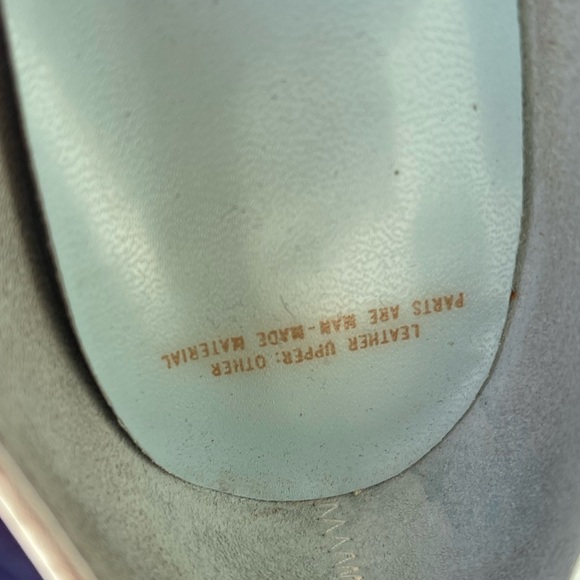 LEATHER UPPER: OTHER
PARTS ARE MAN-MADE MATERIAL